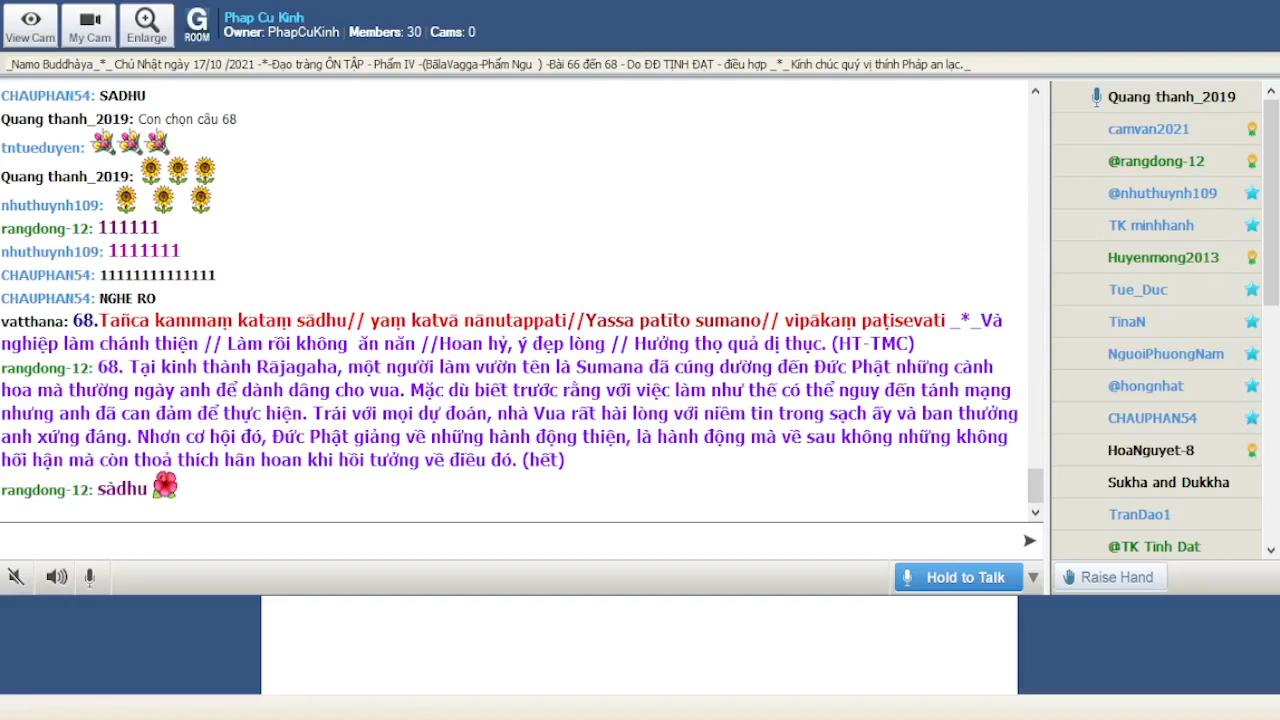 View Cam
My Cam
Enlarge
G
ROOM
Phap Cu Kinh
Owner: PhapCuKinh | Members: 30 | Cams: 0
_Namo Buddhàya_*_ Chủ Nhật ngày 17/10 /2021 -*-Đạo tràng ÔN TẬP - Phẩm IV -(BālaVagga-Phẩm Ngu ) -Bài 66 đến 68 - Do ĐĐ TỊNH ĐẠT - điều hợp _*_ Kính chúc quý vị thính Pháp an lạc._
CHAUPHAN54: SADHU
Quang thanh_2019: Con chọn câu 68
tntueduyen:
Quang thanh_2019:
nhuthuynh109:
rangdong-12: 111111
nhuthuynh109: 1111111
CHAUPHAN54: 11111111111111
CHAUPHAN54: NGHE RO
vatthana: 68.Tañca kammaṃ kataṃ sādhu// yaṃ katvā nānutappati//Yassa patīto sumano// vipākaṃ paṭisevati _*_Và
nghiệp làm chánh thiện // Làm rồi không ăn năn //Hoan hỷ, ý đẹp lòng // Hưởng thọ quả dị thục. (HT-TMC)
rangdong-12: 68. Tại kinh thành Rājagaha, một người làm vườn tên là Sumana đã cúng dường đến Đức Phật những cành
hoa mà thường ngày anh để dành dâng cho vua. Mặc dù biết trước rằng với việc làm như thế có thể nguy đến tánh mạng
nhưng anh đã can đảm để thực hiện. Trái với mọi dự đoán, nhà Vua rất hài lòng với niềm tin trong sạch ấy và ban thưởng
anh xứng đáng. Nhơn cơ hội đó, Đức Phật giảng về những hành động thiện, là hành động mà về sau không những không
hối hận mà còn thoả thích hân hoan khi hồi tưởng về điều đó. (hết)
rangdong-12: sàdhu
Hold to Talk
Quang thanh_2019
camvan2021
@rangdong-12
@nhuthuynh109
TK minhhanh
Huyenmong2013
Tue_Duc
TinaN
NguoiPhuongNam
@hongnhat
CHAUPHAN54
HoaNguyet-8
Sukha and Dukkha
TranDao1
@TK Tinh Dat
Raise Hand